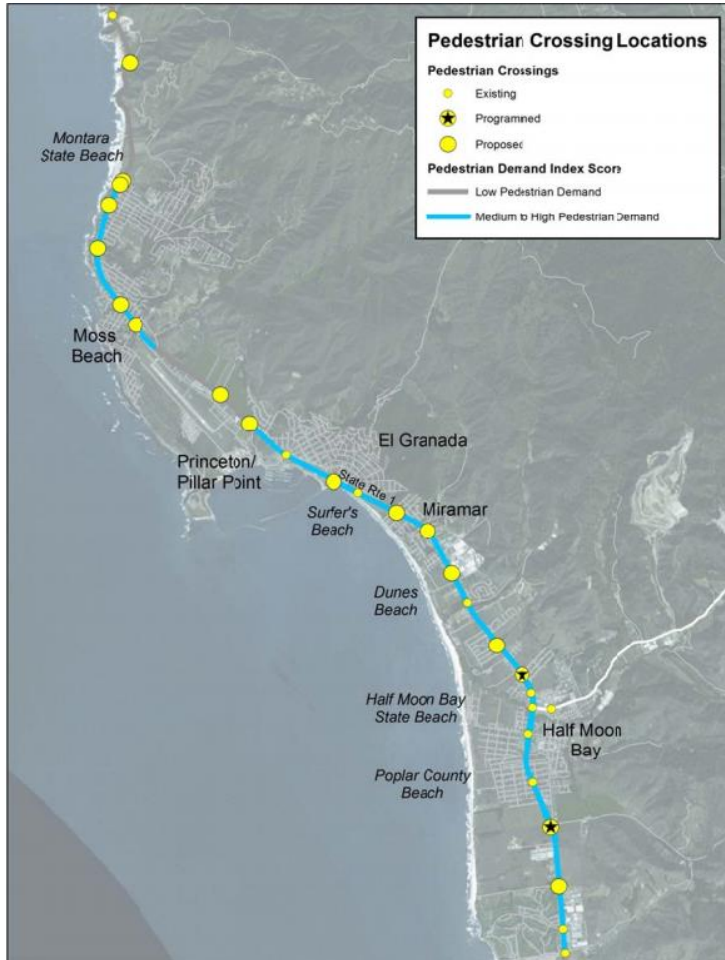 Pedestrian Crossing Locations
Pedestrian Crossings
Existing
Programmed
Proposed
Pedestrian Demand Index Score
Low Pedestrian Demand
Medium to High Pedestrian Demand
Montara
State Beach
Moss
Beach
El Granada
Princeton/
Pillar Point
State Rte 1
Surfer's
Beach
Miramar
Dunes
Beach
Half Moon Bay
State Beach
Half Moon
Bay
Poplar County
Beach